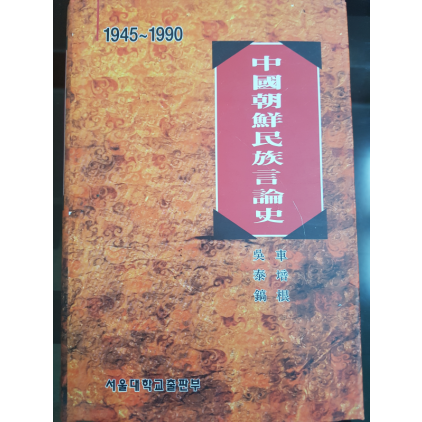 1945~1990
中國朝鮮民族言論史
車培根
吳泰鎬
서울대학교출판부